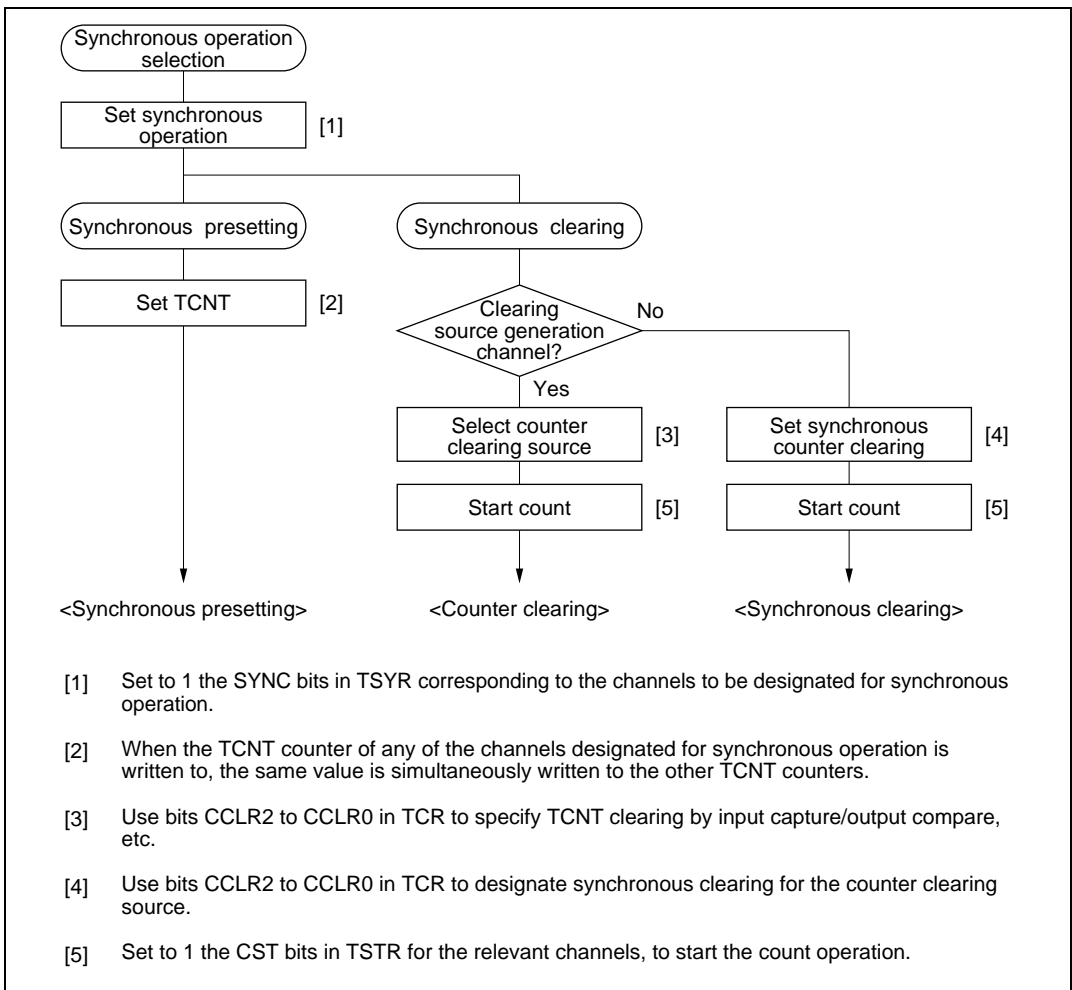 Synchronous operation
selection
Set synchronous
operation
[1]
Synchronous presetting
Synchronous clearing
Set TCNT
[2]
Clearing
source generation
channel?
No
Yes
Select counter
clearing source
[3]
Set synchronous
counter clearing
[4]
Start count
[5]
Start count
[5]
<Synchronous presetting>
<Counter clearing>
<Synchronous clearing>
[1] Set to 1 the SYNC bits in TSYR corresponding to the channels to be designated for synchronous
operation.
[2] When the TCNT counter of any of the channels designated for synchronous operation is
written to, the same value is simultaneously written to the other TCNT counters.
[3] Use bits CCLR2 to CCLR0 in TCR to specify TCNT clearing by input capture/output compare,
etc.
[4] Use bits CCLR2 to CCLR0 in TCR to designate synchronous clearing for the counter clearing
source.
[5] Set to 1 the CST bits in TSTR for the relevant channels, to start the count operation.